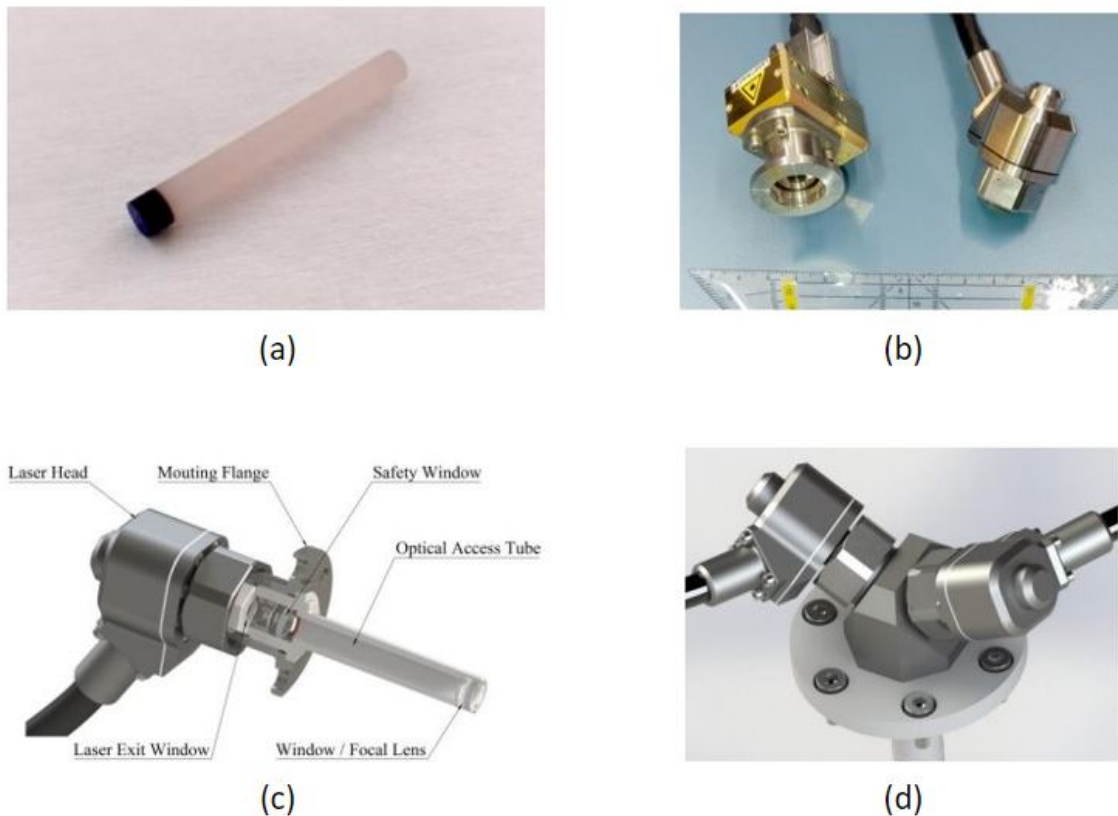 (a)
(b)
Laser Head
Mouting Flange
Safety Window
Optical Access Tube
Laser Exit Window
Window / Focal Lens
(c)
(d)